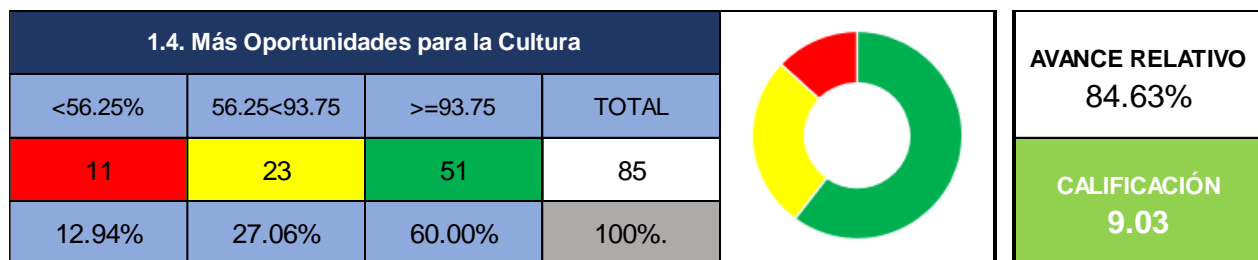 1.4. Más Oportunidades para la Cultura
<56.25% 56.25<93.75 >=93.75 TOTAL
11 23 51 85
12.94% 27.06% 60.00% 100%.
AVANCE RELATIVO
84.63%
CALIFICACIÓN
9.03